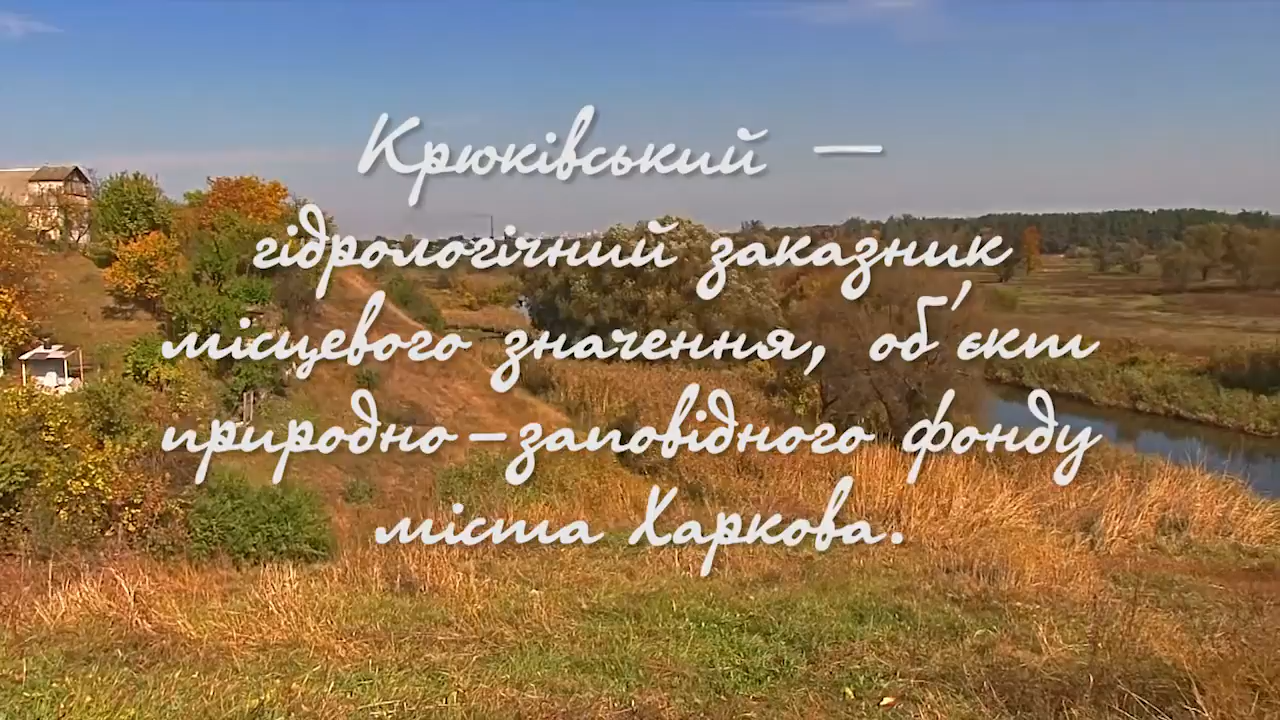 Крюківський —
гідрологічний заказник
місцевого значення, об'єкт
природно-заповідного фонду
міста Харкова.